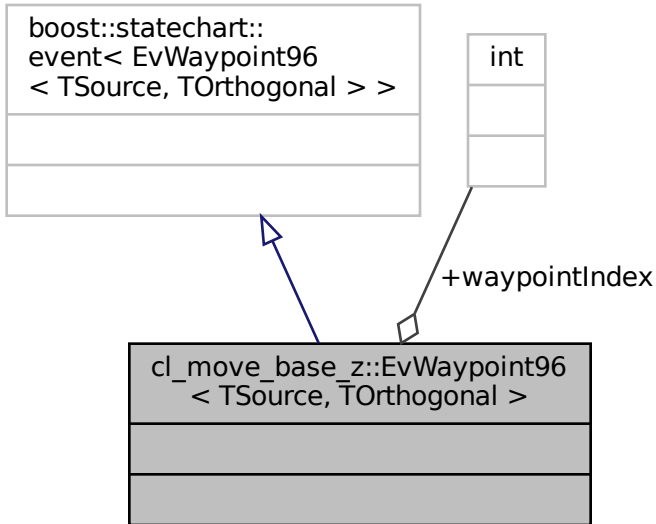 boost::statechart::
event< EvWaypoint96
< TSource, TOrthogonal > >
int
+waypointIndex
cl_move_base_z::EvWaypoint96
< TSource, TOrthogonal >